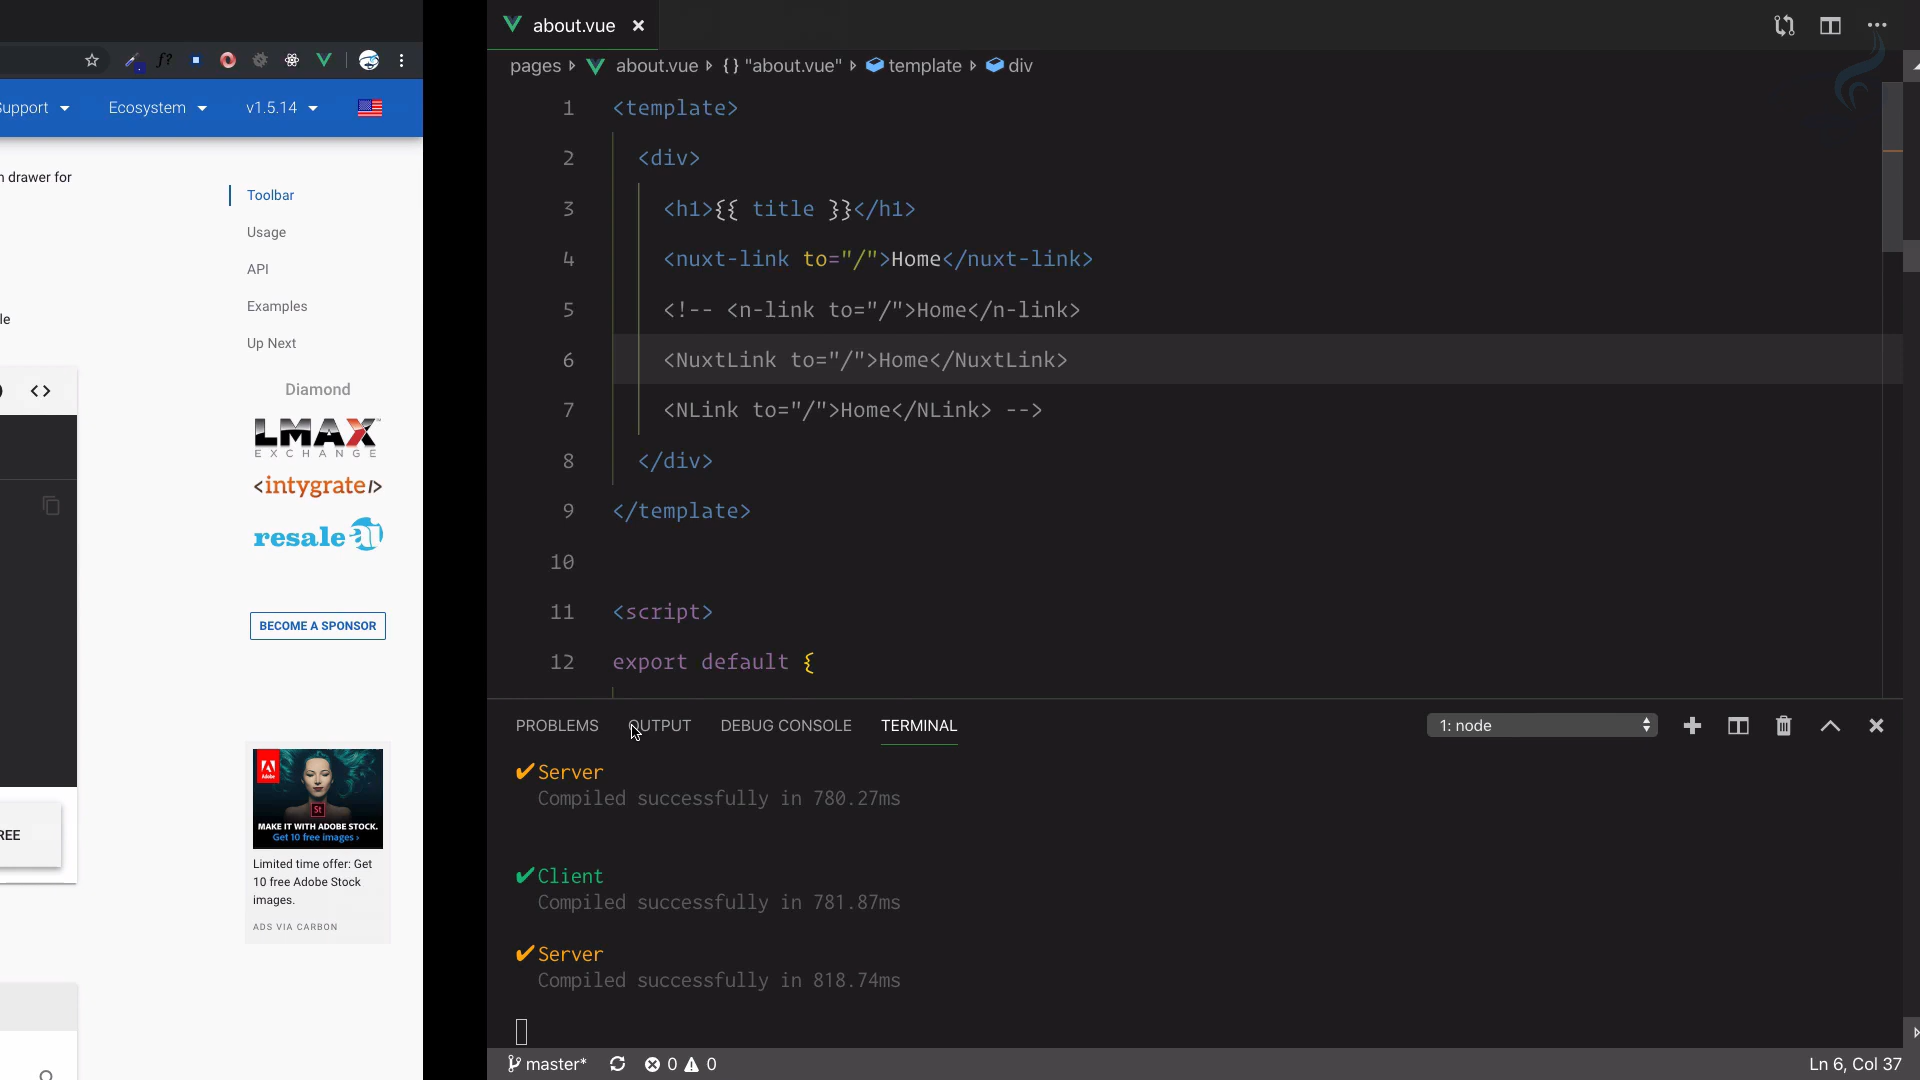 Support
Ecosystem
v1.5.14
n drawer for
le
Toolbar
Usage
API
Examples
Up Next
Diamond
LMAX
EXCHANGE
<intygrate/>
resale
BECOME A SPONSOR
REE
Adobe
St
MAKE IT WITH ADOBE STOCK.
Get 10 free images ›
Limited time offer: Get
10 free Adobe Stock
images.
ADS VIA CARBON
f?
about.vue
pages about.vue {} "about.vue" template div
1 <template>
2 <div>
3 <h1>{{ title }}</h1>
4 <nuxt-link to="/">Home</nuxt-link>
5 <!-- <n-link to="/">Home</n-link>
6 <NuxtLink to="/">Home</NuxtLink>
7 <NLink to="/">Home</NLink> -->
8 </div>
9 </template>
10
11 <script>
12 export default {
PROBLEMS OUTPUT DEBUG CONSOLE TERMINAL 1: node
✔Server
Compiled successfully in 780.27ms
✔Client
Compiled successfully in 781.87ms
✔Server
Compiled successfully in 818.74ms
master* 0 0 Ln 6, Col 37